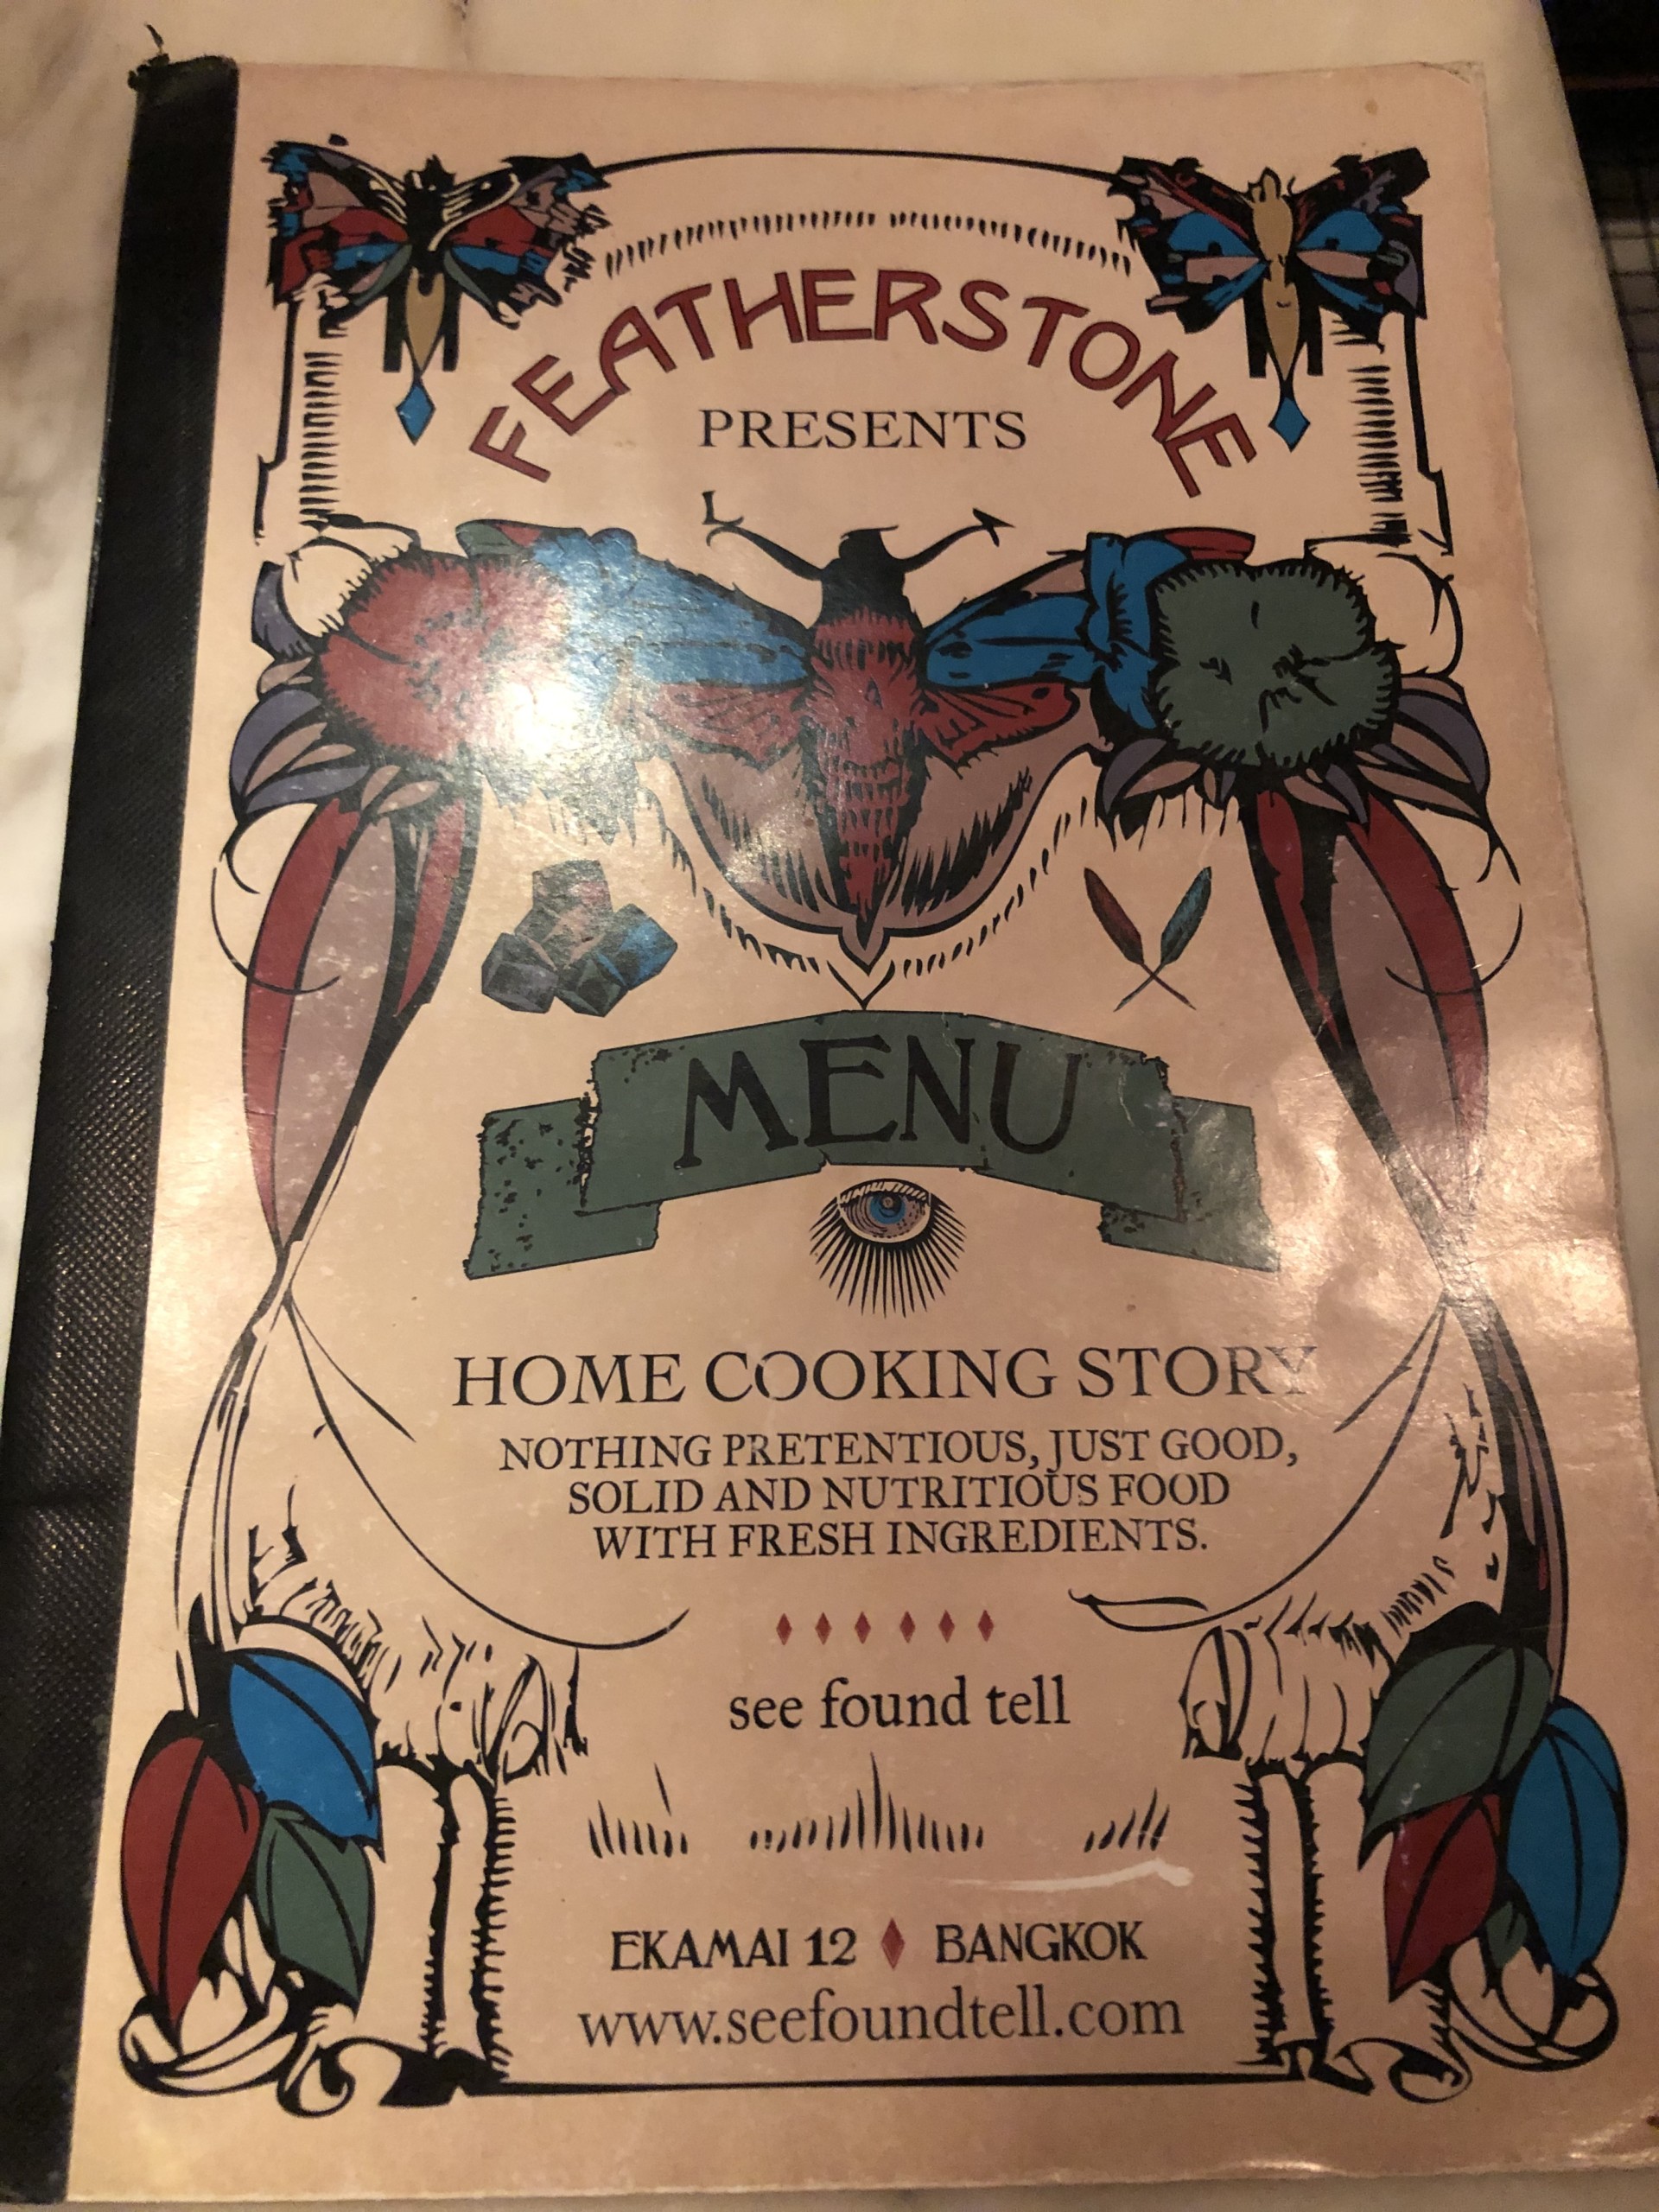 FEATHERSTONE
PRESENTS
MENU
HOME COOKING STORY
NOTHING PRETENTIOUS, JUST GOOD,
SOLID AND NUTRITIOUS FOOD
WITH FRESH INGREDIENTS.
see found tell
EKAMAI 12 ♦ BANGKOK
www.seefoundtell.com